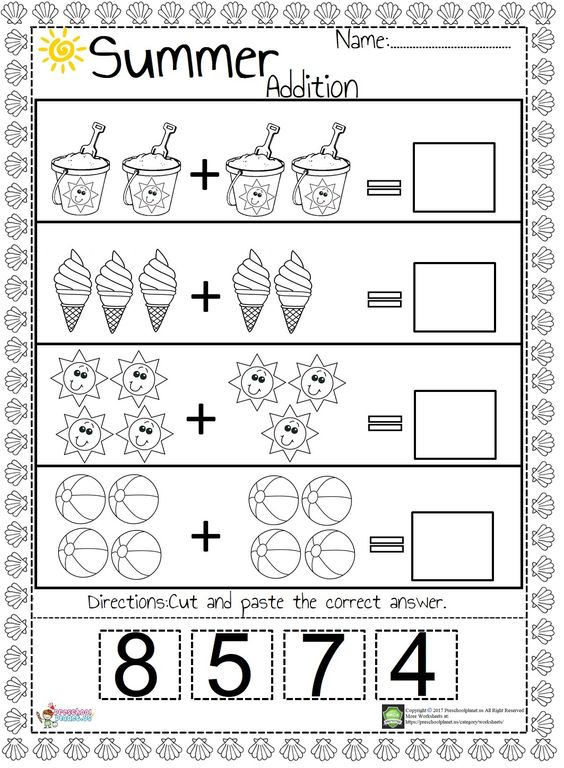 Summer
Name:
Addition
+ =
+ =
+ =
+ =
Directions:Cut and paste the correct answer.
8 5 7 4
Preschool
Planet.us
Copyright © 2017 Preschoolplanet.us All Right Reserved
More Worksheets at
https://preschoolplanet.us/category/worksheets/